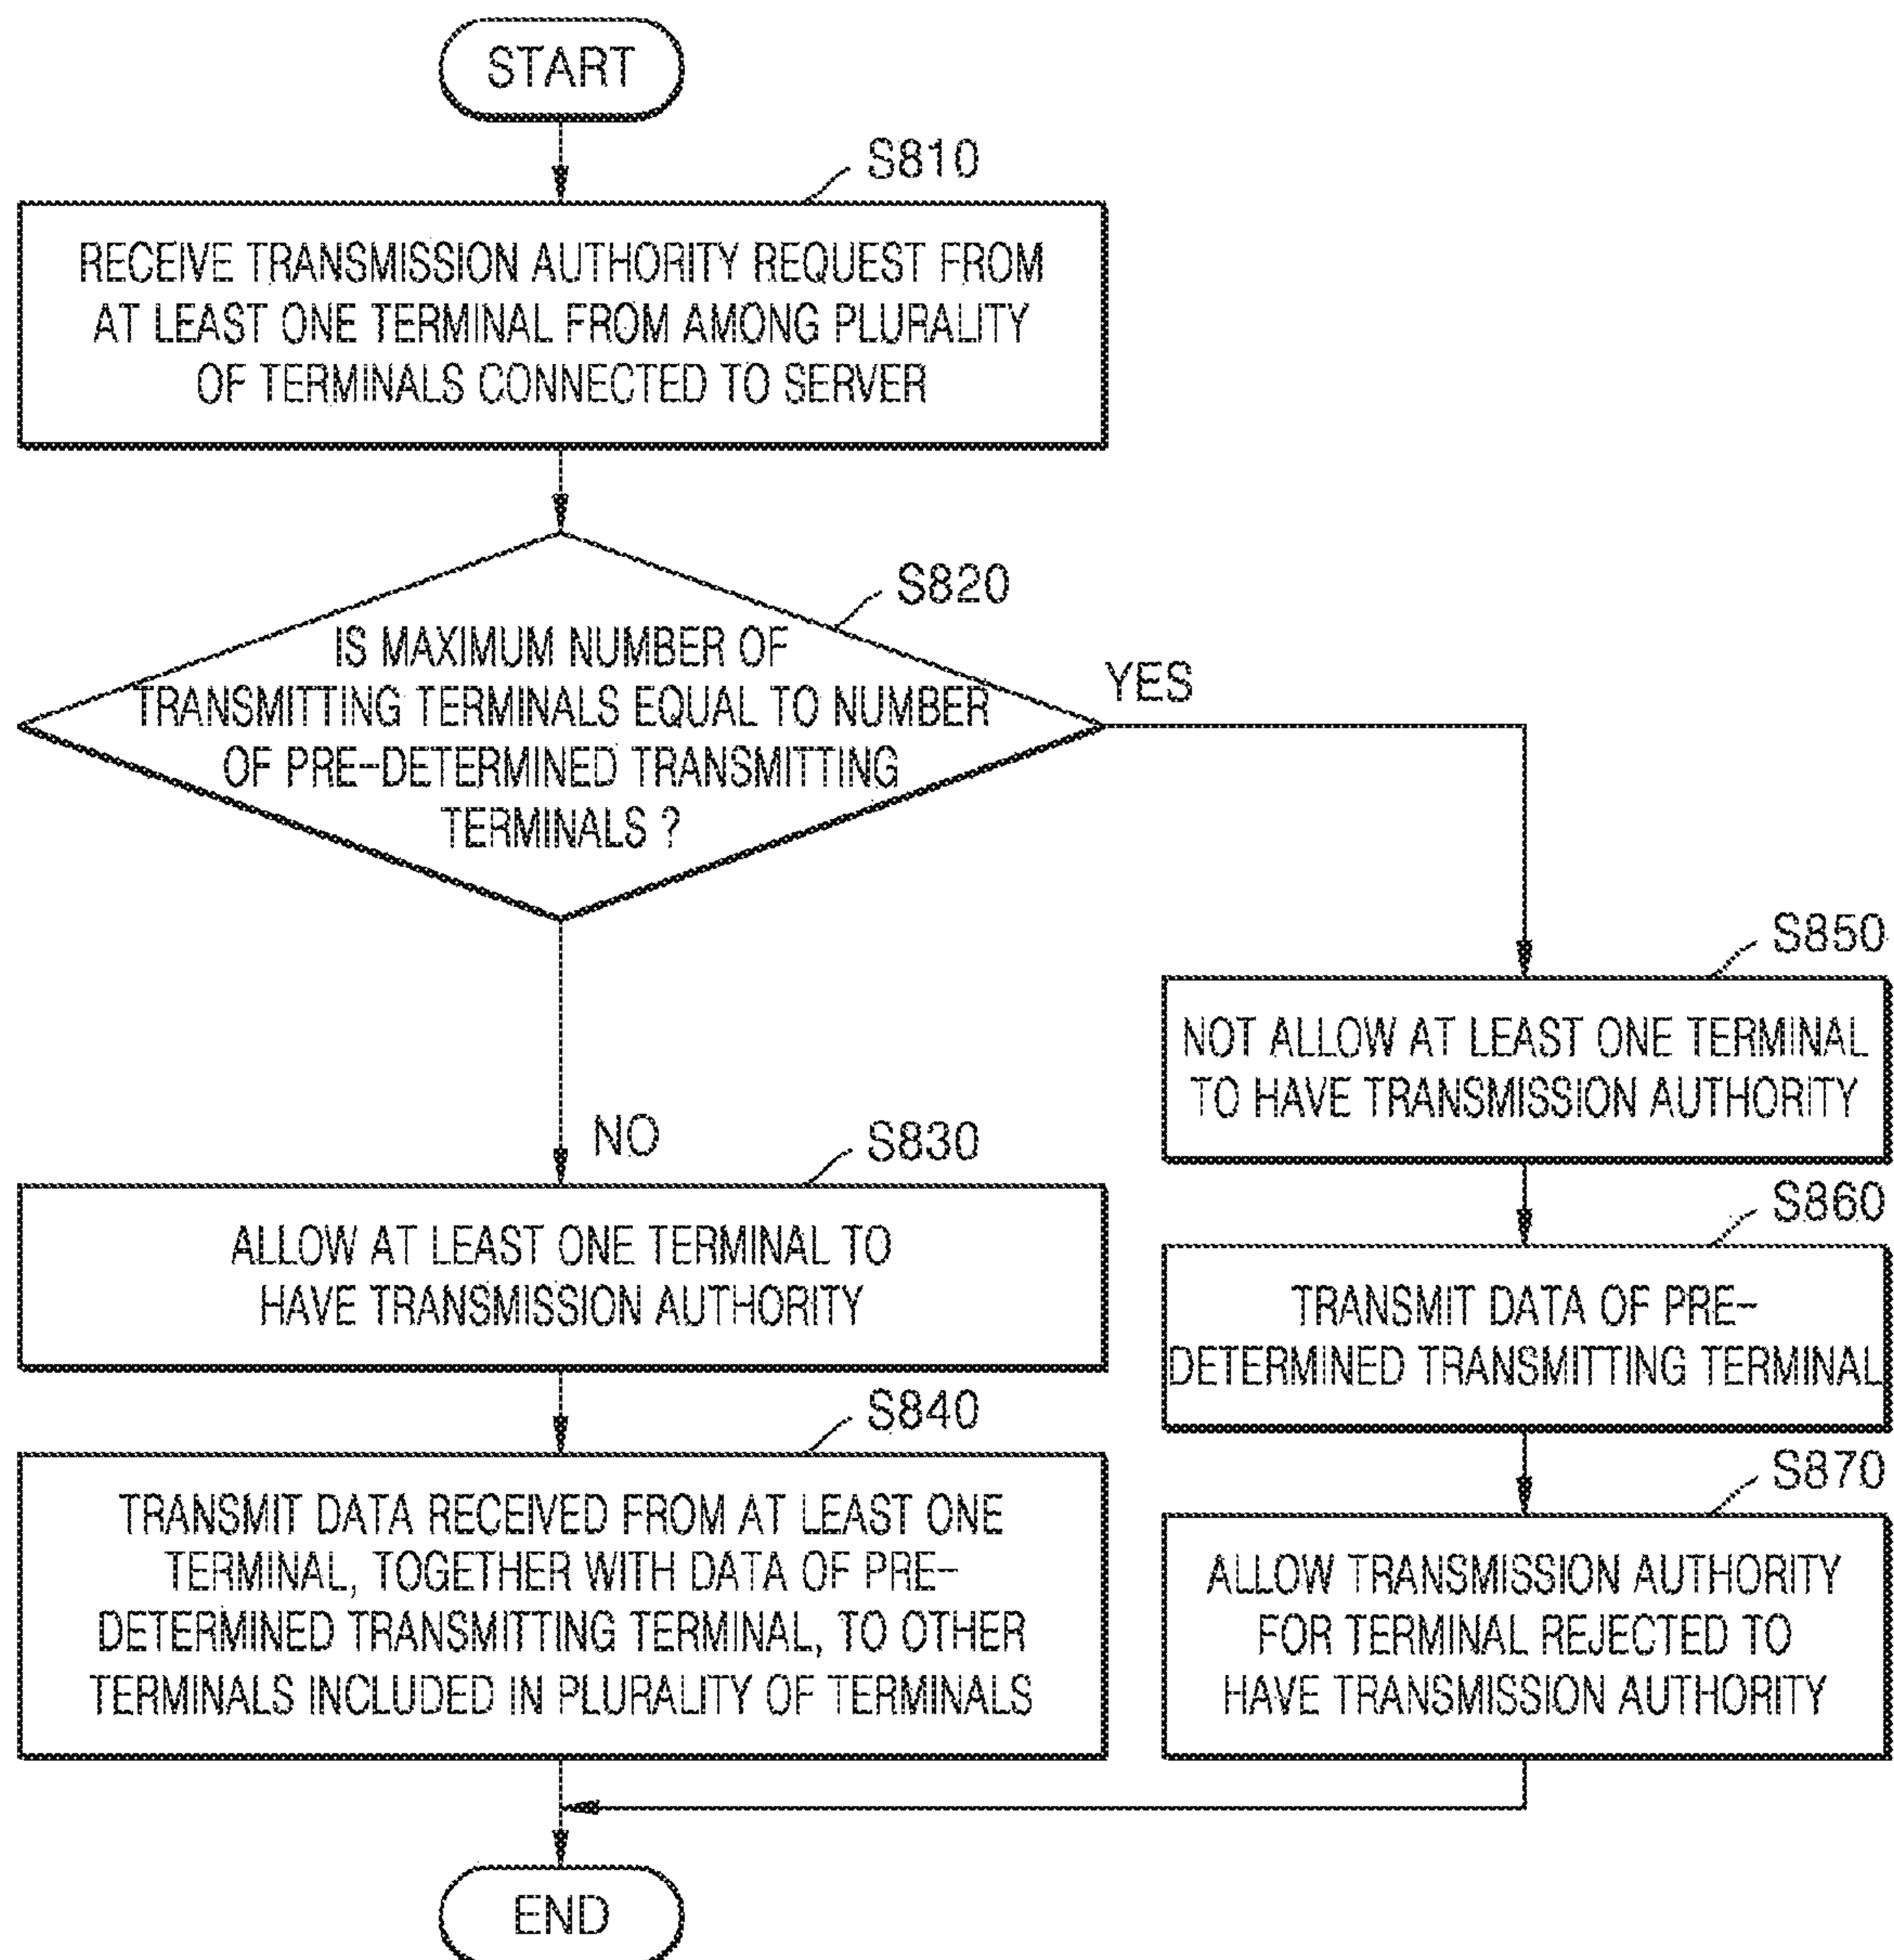 START
S810
RECEIVE TRANSMISSION AUTHORITY REQUEST FROM
AT LEAST ONE TERMINAL FROM AMONG PLURALITY
OF TERMINALS CONNECTED TO SERVER
S820
IS MAXIMUM NUMBER OF
TRANSMITTING TERMINALS EQUAL TO NUMBER
OF PRE-DETERMINED TRANSMITTING
TERMINALS ?
YES
NO
S830
ALLOW AT LEAST ONE TERMINAL TO
HAVE TRANSMISSION AUTHORITY
S840
TRANSMIT DATA RECEIVED FROM AT LEAST ONE
TERMINAL, TOGETHER WITH DATA OF PRE-
DETERMINED TRANSMITTING TERMINAL, TO OTHER
TERMINALS INCLUDED IN PLURALITY OF TERMINALS
S850
NOT ALLOW AT LEAST ONE TERMINAL
TO HAVE TRANSMISSION AUTHORITY
S860
TRANSMIT DATA OF PRE-
DETERMINED TRANSMITTING TERMINAL
S870
ALLOW TRANSMISSION AUTHORITY
FOR TERMINAL REJECTED TO
HAVE TRANSMISSION AUTHORITY
END